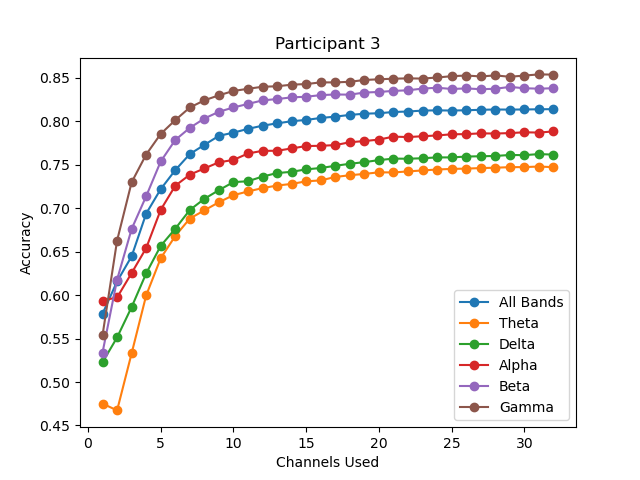 Participant 3
0.85
0.80
0.75
0.70
0.65
0.60
0.55
0.50
0.45
Accuracy
All Bands
Theta
Delta
Alpha
Beta
Gamma
0 5 10 15 20 25 30
Channels Used